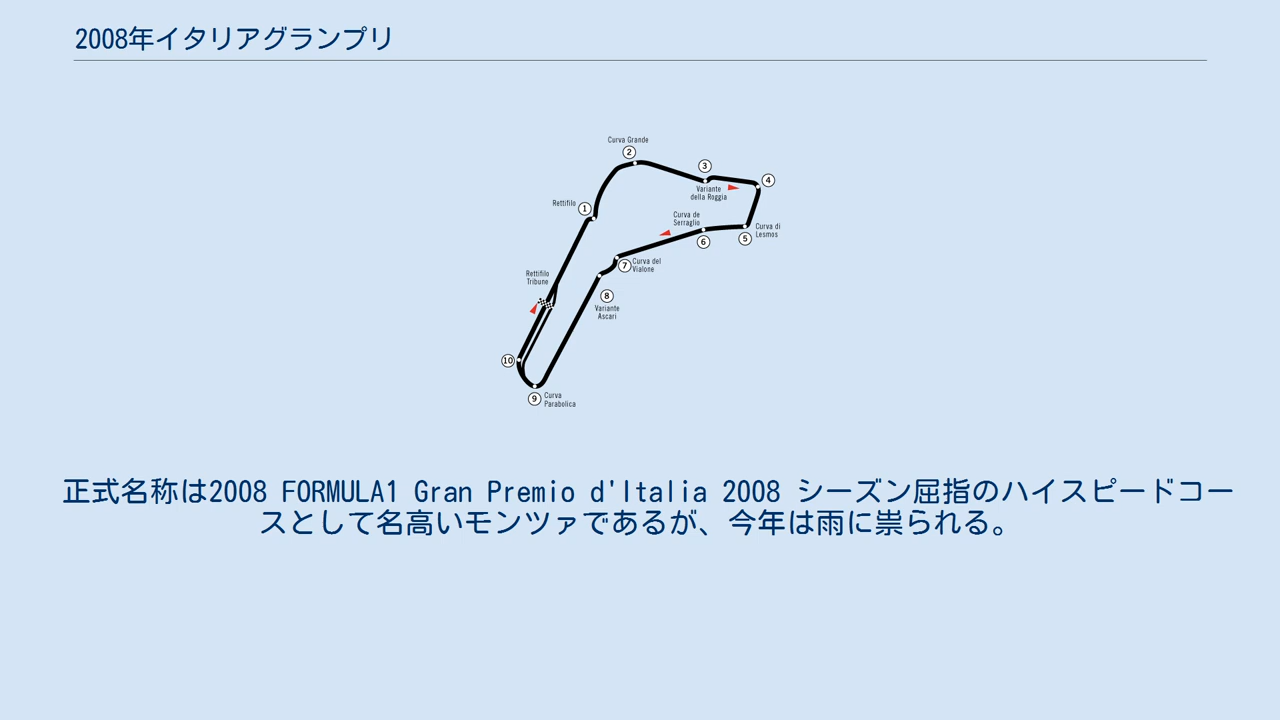 2008年イタリアグランプリ
Curva Grande
2
3
4
Variante
della Roggia
Rettifilo
1
Curva de
Serraglio
6
5
Curva di
Lesmos
7
Curva del
Vialone
Rettifilo
Tribune
8
Variante
Ascari
10
9
Curva
Parabolica
正式名称は2008 FORMULA1 Gran Premio d'Italia 2008 シーズン屈指のハイスピードコー
スとして名高いモンツァであるが、今年は雨に祟られる。